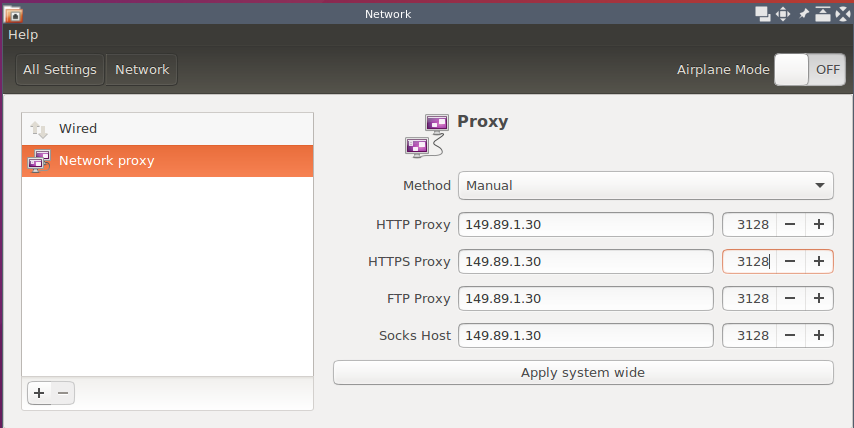 Network
Help
All Settings Network Airplane Mode OFF
Wired
Network proxy
Proxy
Method Manual
HTTP Proxy 149.89.1.30 3128 − +
HTTPS Proxy 149.89.1.30 3128 − +
FTP Proxy 149.89.1.30 3128 − +
Socks Host 149.89.1.30 3128 − +
Apply system wide
+ −